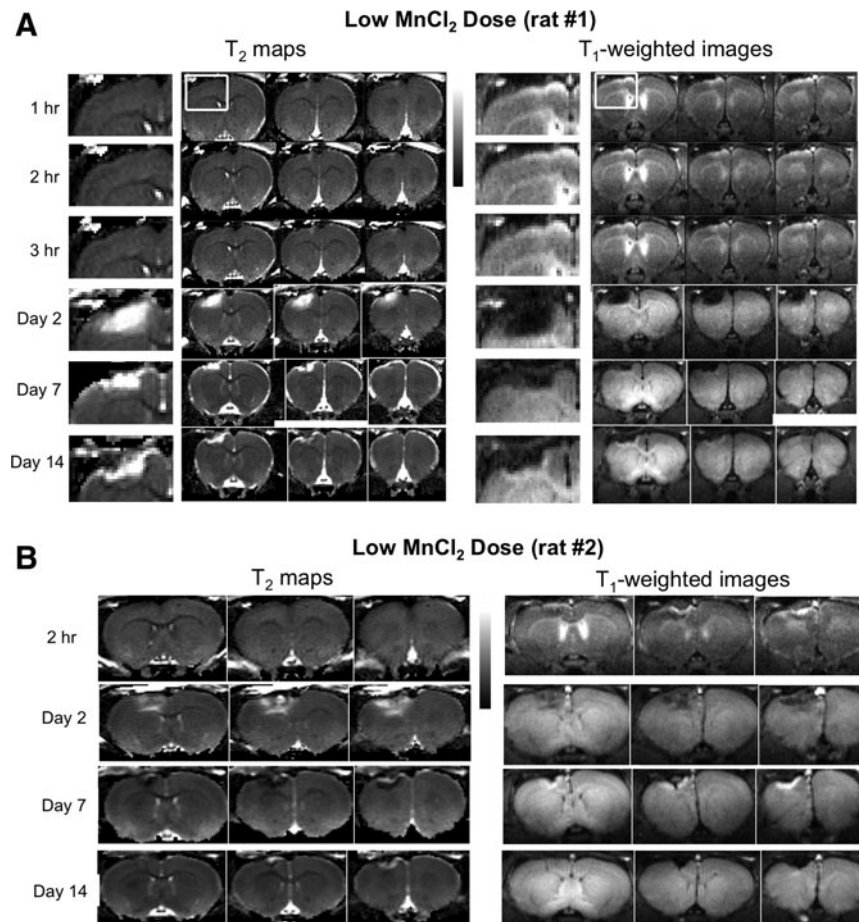 A
Low MnCl₂ Dose (rat #1)
T₂ maps
T₁-weighted images
1 hr
2 hr
3 hr
Day 2
Day 7
Day 14
B
Low MnCl₂ Dose (rat #2)
T₂ maps
T₁-weighted images
2 hr
Day 2
Day 7
Day 14